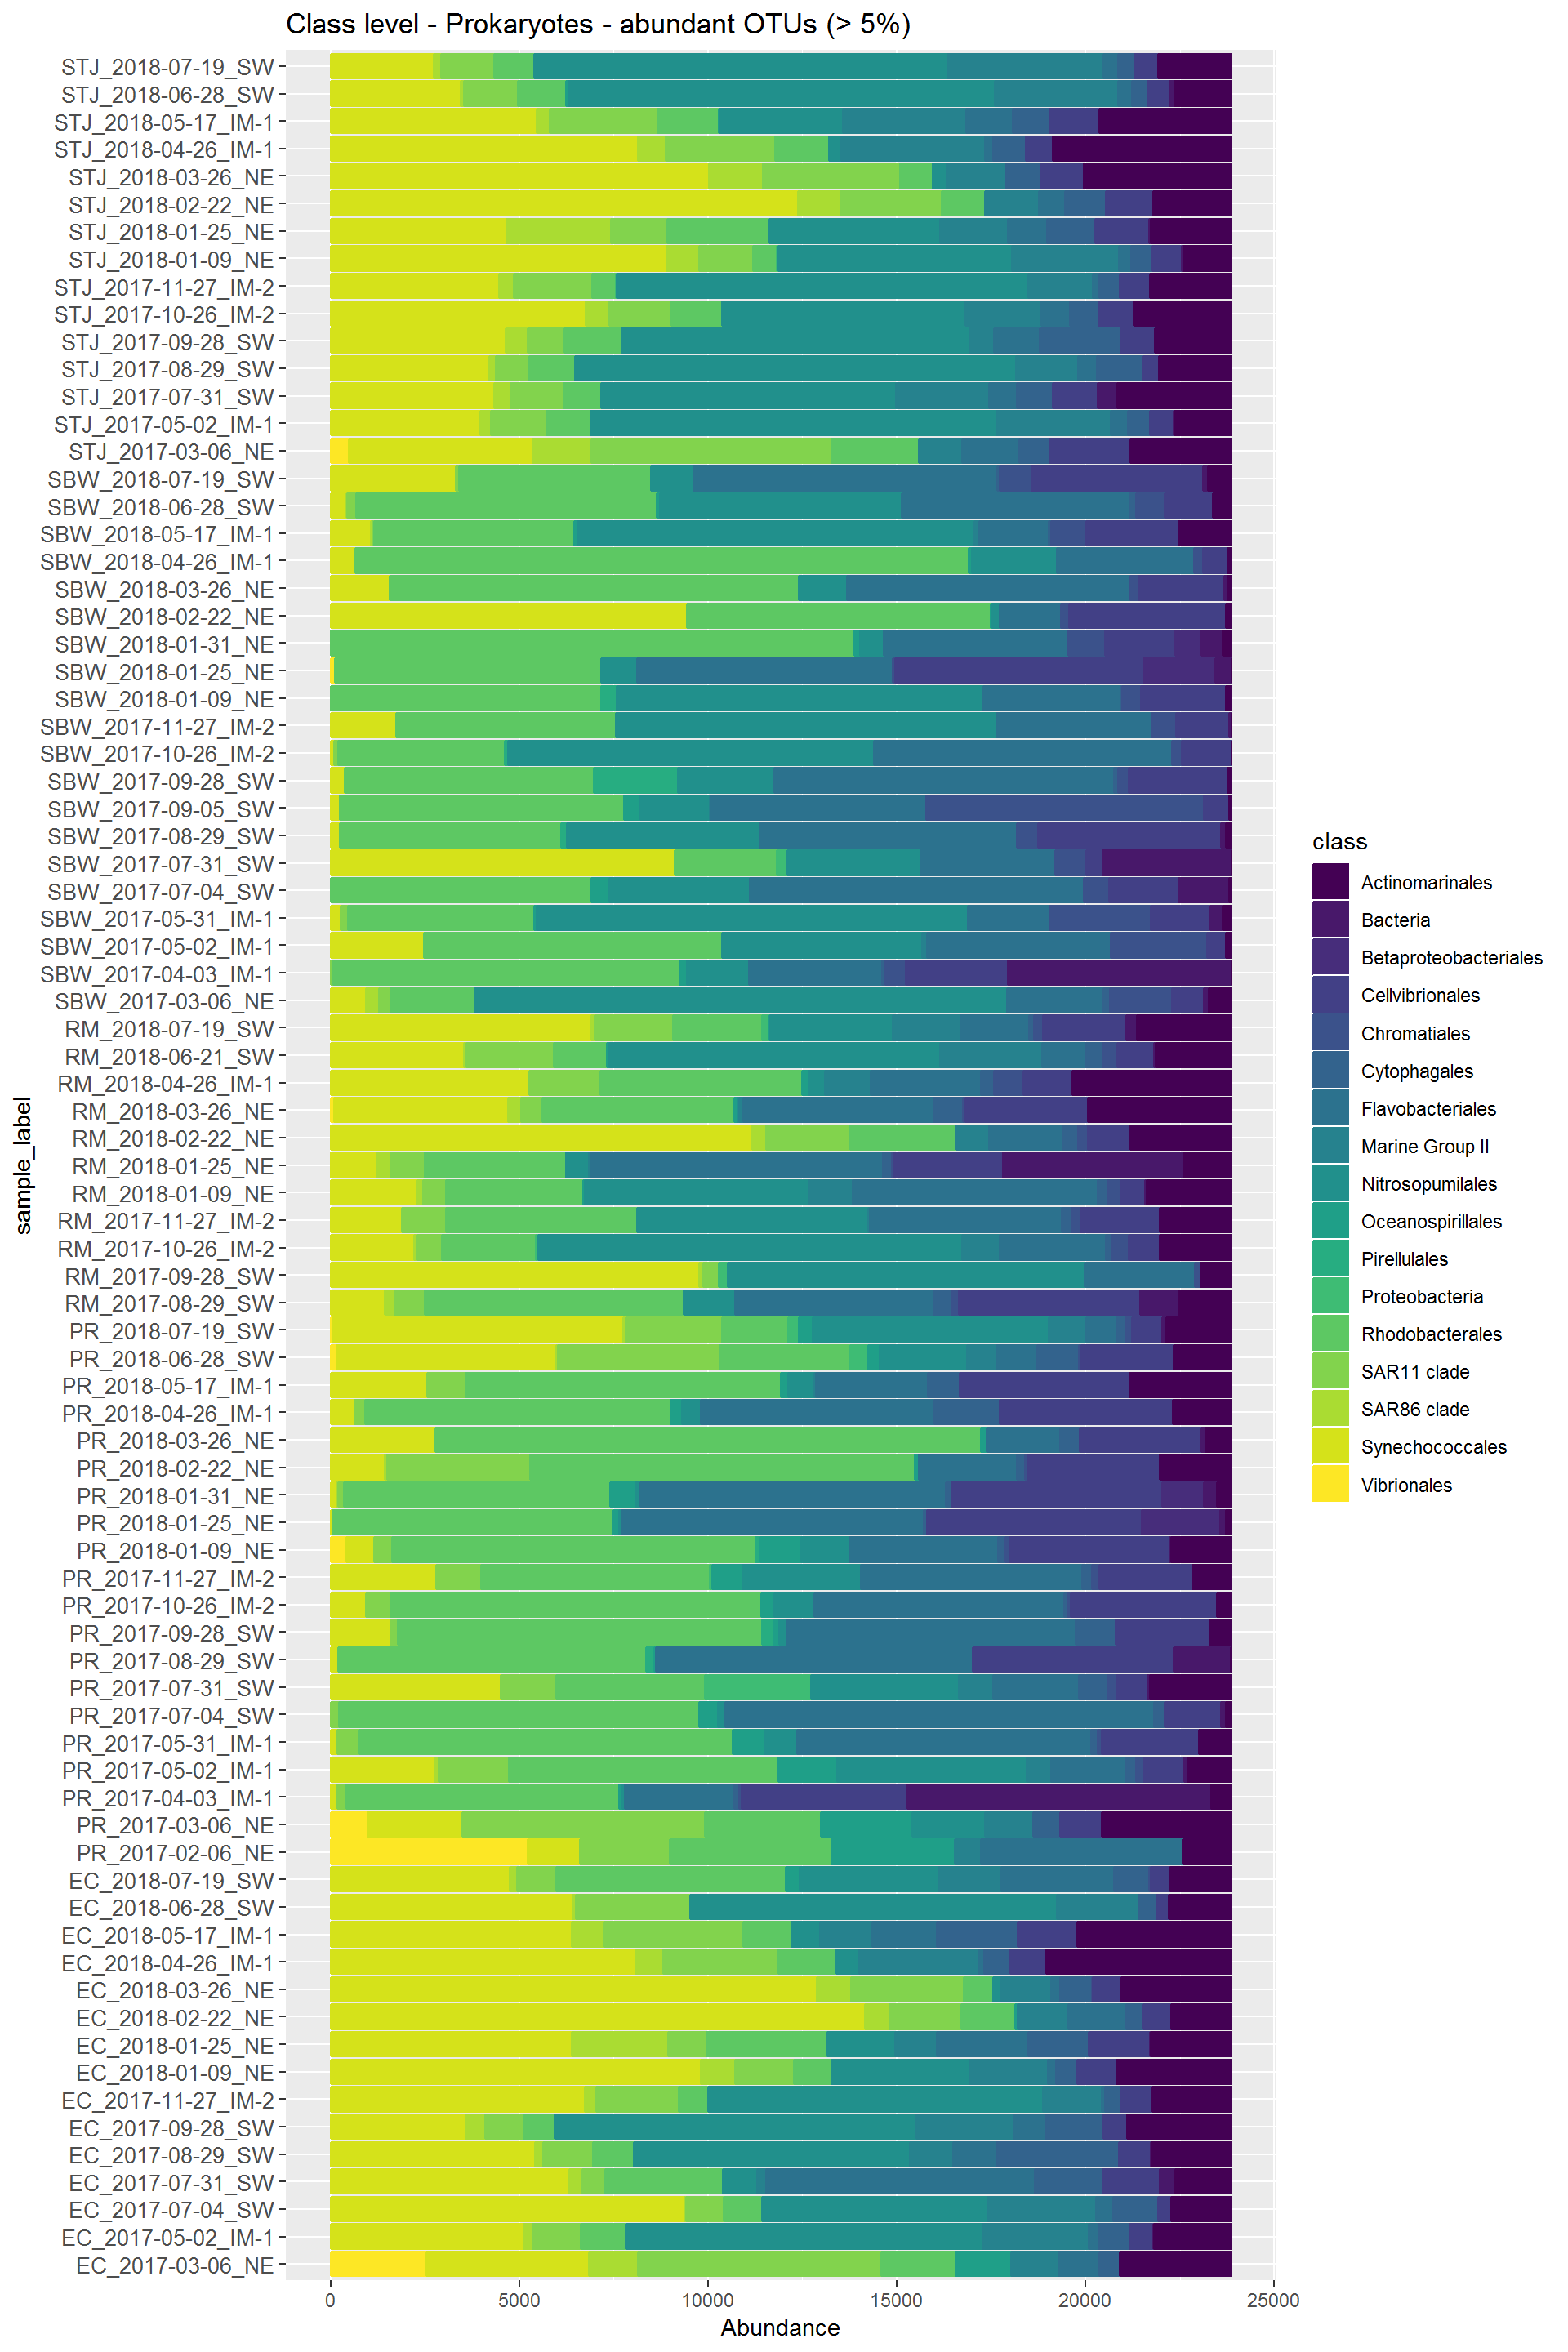 Class level - Prokaryotes - abundant OTUs (> 5%)
STJ_2018-07-19_SW
STJ_2018-06-28_SW
STJ_2018-05-17_IM-1
STJ_2018-04-26_IM-1
STJ_2018-03-26_NE
STJ_2018-02-22_NE
STJ_2018-01-25_NE
STJ_2018-01-09_NE
STJ_2017-11-27_IM-2
STJ_2017-10-26_IM-2
STJ_2017-09-28_SW
STJ_2017-08-29_SW
STJ_2017-07-31_SW
STJ_2017-05-02_IM-1
STJ_2017-03-06_NE
SBW_2018-07-19_SW
SBW_2018-06-28_SW
SBW_2018-05-17_IM-1
SBW_2018-04-26_IM-1
SBW_2018-03-26_NE
SBW_2018-02-22_NE
SBW_2018-01-31_NE
SBW_2018-01-25_NE
SBW_2018-01-09_NE
SBW_2017-11-27_IM-2
SBW_2017-10-26_IM-2
SBW_2017-09-28_SW
SBW_2017-09-05_SW
SBW_2017-08-29_SW
SBW_2017-07-31_SW
SBW_2017-07-04_SW
SBW_2017-05-31_IM-1
SBW_2017-05-02_IM-1
SBW_2017-04-03_IM-1
SBW_2017-03-06_NE
RM_2018-07-19_SW
RM_2018-06-21_SW
RM_2018-04-26_IM-1
RM_2018-03-26_NE
RM_2018-02-22_NE
RM_2018-01-25_NE
RM_2018-01-09_NE
RM_2017-11-27_IM-2
RM_2017-10-26_IM-2
RM_2017-09-28_SW
RM_2017-08-29_SW
PR_2018-07-19_SW
PR_2018-06-28_SW
PR_2018-05-17_IM-1
PR_2018-04-26_IM-1
PR_2018-03-26_NE
PR_2018-02-22_NE
PR_2018-01-31_NE
PR_2018-01-25_NE
PR_2018-01-09_NE
PR_2017-11-27_IM-2
PR_2017-10-26_IM-2
PR_2017-09-28_SW
PR_2017-08-29_SW
PR_2017-07-31_SW
PR_2017-07-04_SW
PR_2017-05-31_IM-1
PR_2017-05-02_IM-1
PR_2017-04-03_IM-1
PR_2017-03-06_NE
PR_2017-02-06_NE
EC_2018-07-19_SW
EC_2018-06-28_SW
EC_2018-05-17_IM-1
EC_2018-04-26_IM-1
EC_2018-03-26_NE
EC_2018-02-22_NE
EC_2018-01-25_NE
EC_2018-01-09_NE
EC_2017-11-27_IM-2
EC_2017-09-28_SW
EC_2017-08-29_SW
EC_2017-07-31_SW
EC_2017-07-04_SW
EC_2017-05-02_IM-1
EC_2017-03-06_NE
sample_label
0 5000 10000 15000 20000 25000
Abundance
class
Actinomarinales
Bacteria
Betaproteobacteriales
Cellvibrionales
Chromatiales
Cytophagales
Flavobacteriales
Marine Group II
Nitrosopumilales
Oceanospirillales
Pirellulales
Proteobacteria
Rhodobacterales
SAR11 clade
SAR86 clade
Synechococcales
Vibrionales